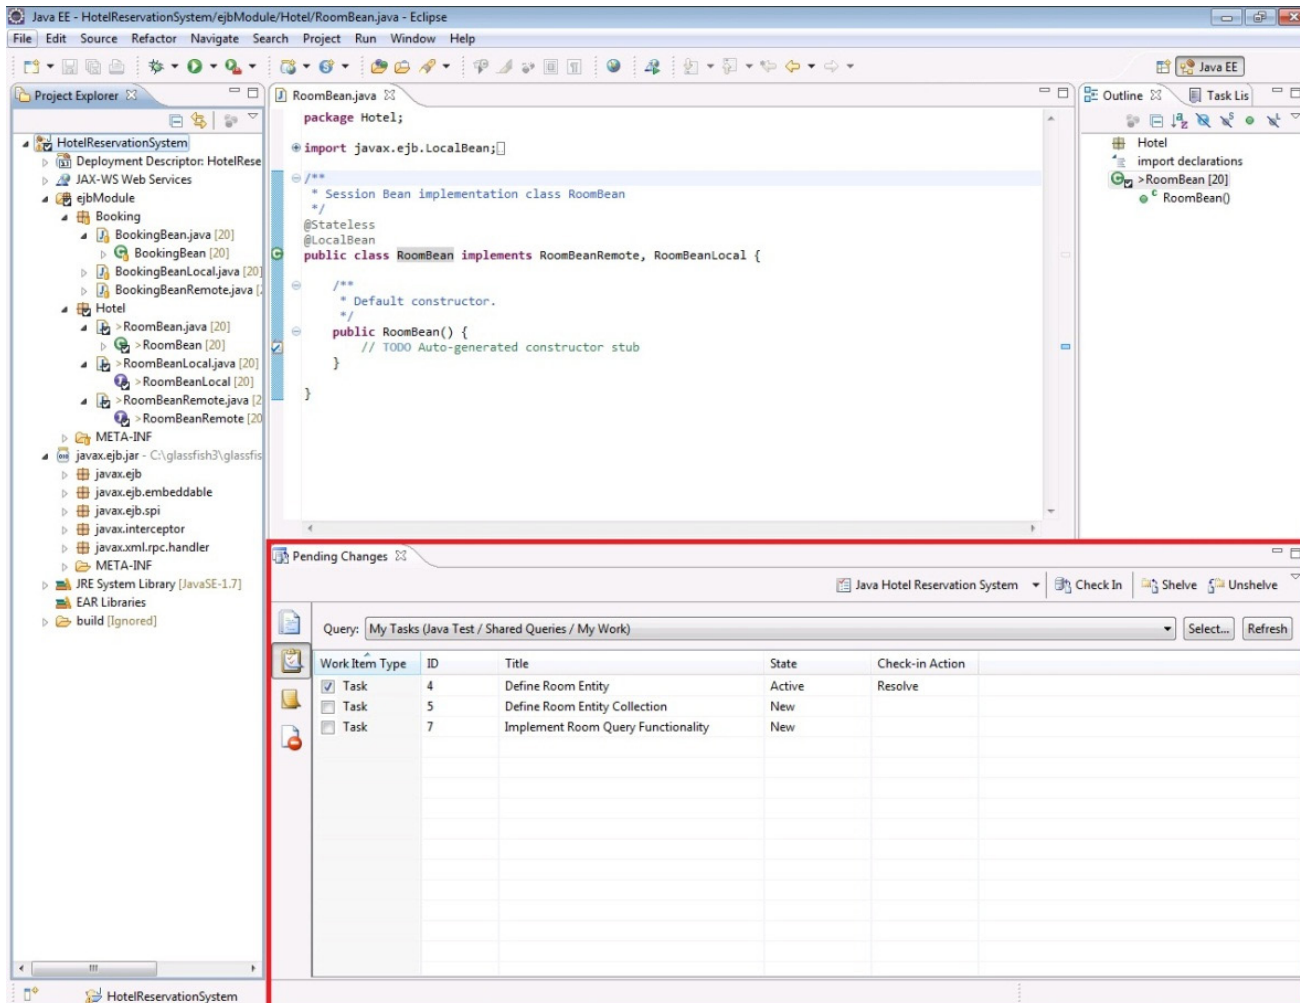 Java EE - HotelReservationSystem/ejbModule/Hotel/RoomBean.java - Eclipse
File Edit Source Refactor Navigate Search Project Run Window Help
Java EE
Project Explorer
HotelReservationSystem
Deployment Descriptor: HotelRese
JAX-WS Web Services
ejbModule
Booking
BookingBean.java [20]
BookingBean [20]
BookingBeanLocal.java [20]
BookingBeanRemote.java [2
Hotel
>RoomBean.java [20]
>RoomBean [20]
>RoomBeanLocal.java [20]
>RoomBeanLocal [20]
>RoomBeanRemote.java [2
>RoomBeanRemote [20
META-INF
javax.ejb.jar - C:\glassfish3\glassfis
javax.ejb
javax.ejb.embeddable
javax.ejb.spi
javax.interceptor
javax.xml.rpc.handler
META-INF
JRE System Library [JavaSE-1.7]
EAR Libraries
build [Ignored]
HotelReservationSystem
RoomBean.java
package Hotel;
import javax.ejb.LocalBean;
/**
* Session Bean implementation class RoomBean
*/
@Stateless
@LocalBean
public class RoomBean implements RoomBeanRemote, RoomBeanLocal {
/**
* Default constructor.
*/
public RoomBean() {
// TODO Auto-generated constructor stub
}
}
Outline Task Lis
Hotel
import declarations
>RoomBean [20]
RoomBean()
Pending Changes
Java Hotel Reservation System Check In Shelve Unshelve
Query: My Tasks (Java Test / Shared Queries / My Work) Select... Refresh
Work Item Type ID Title State Check-in Action
Task 4 Define Room Entity Active Resolve
Task 5 Define Room Entity Collection New
Task 7 Implement Room Query Functionality New